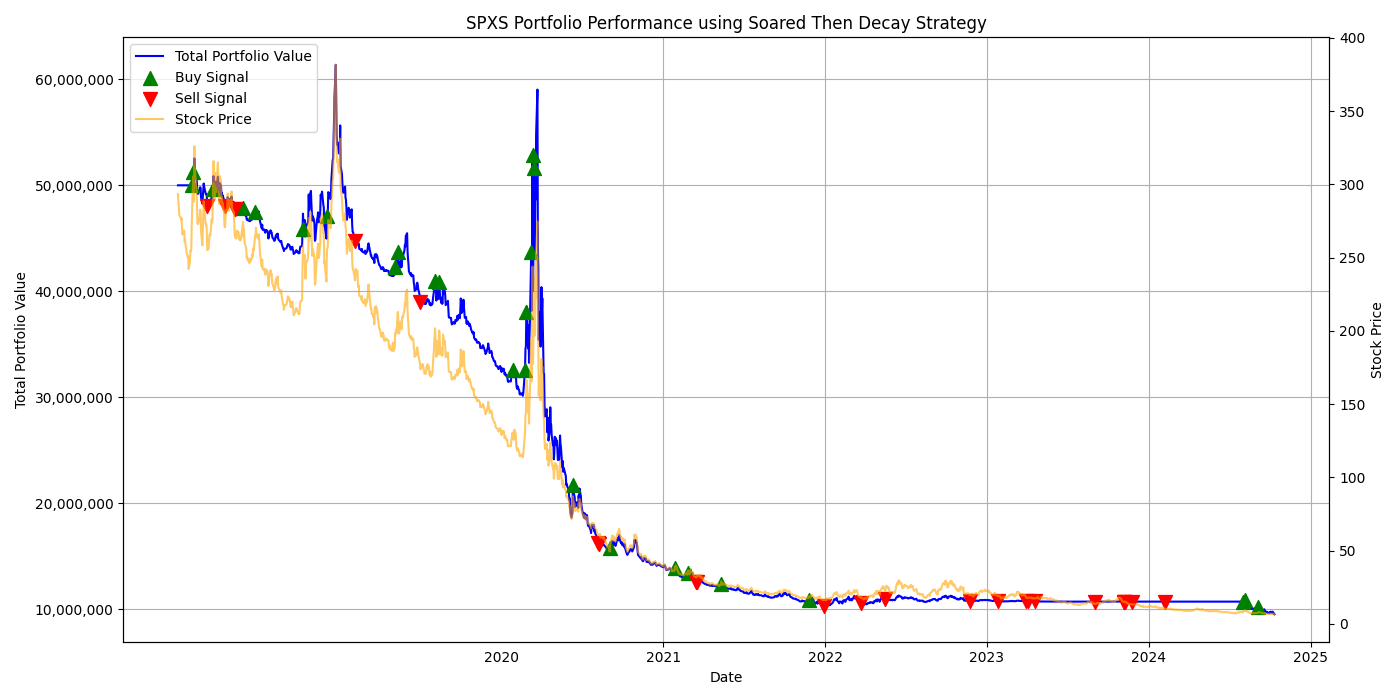 SPXS Portfolio Performance using Soared Then Decay Strategy
Total Portfolio Value
Buy Signal
Sell Signal
Stock Price
60,000,000
50,000,000
40,000,000
30,000,000
20,000,000
10,000,000
Total Portfolio Value
400
350
300
250
200
150
100
50
0
Stock Price
2020
2021
2022
2023
2024
2025
Date